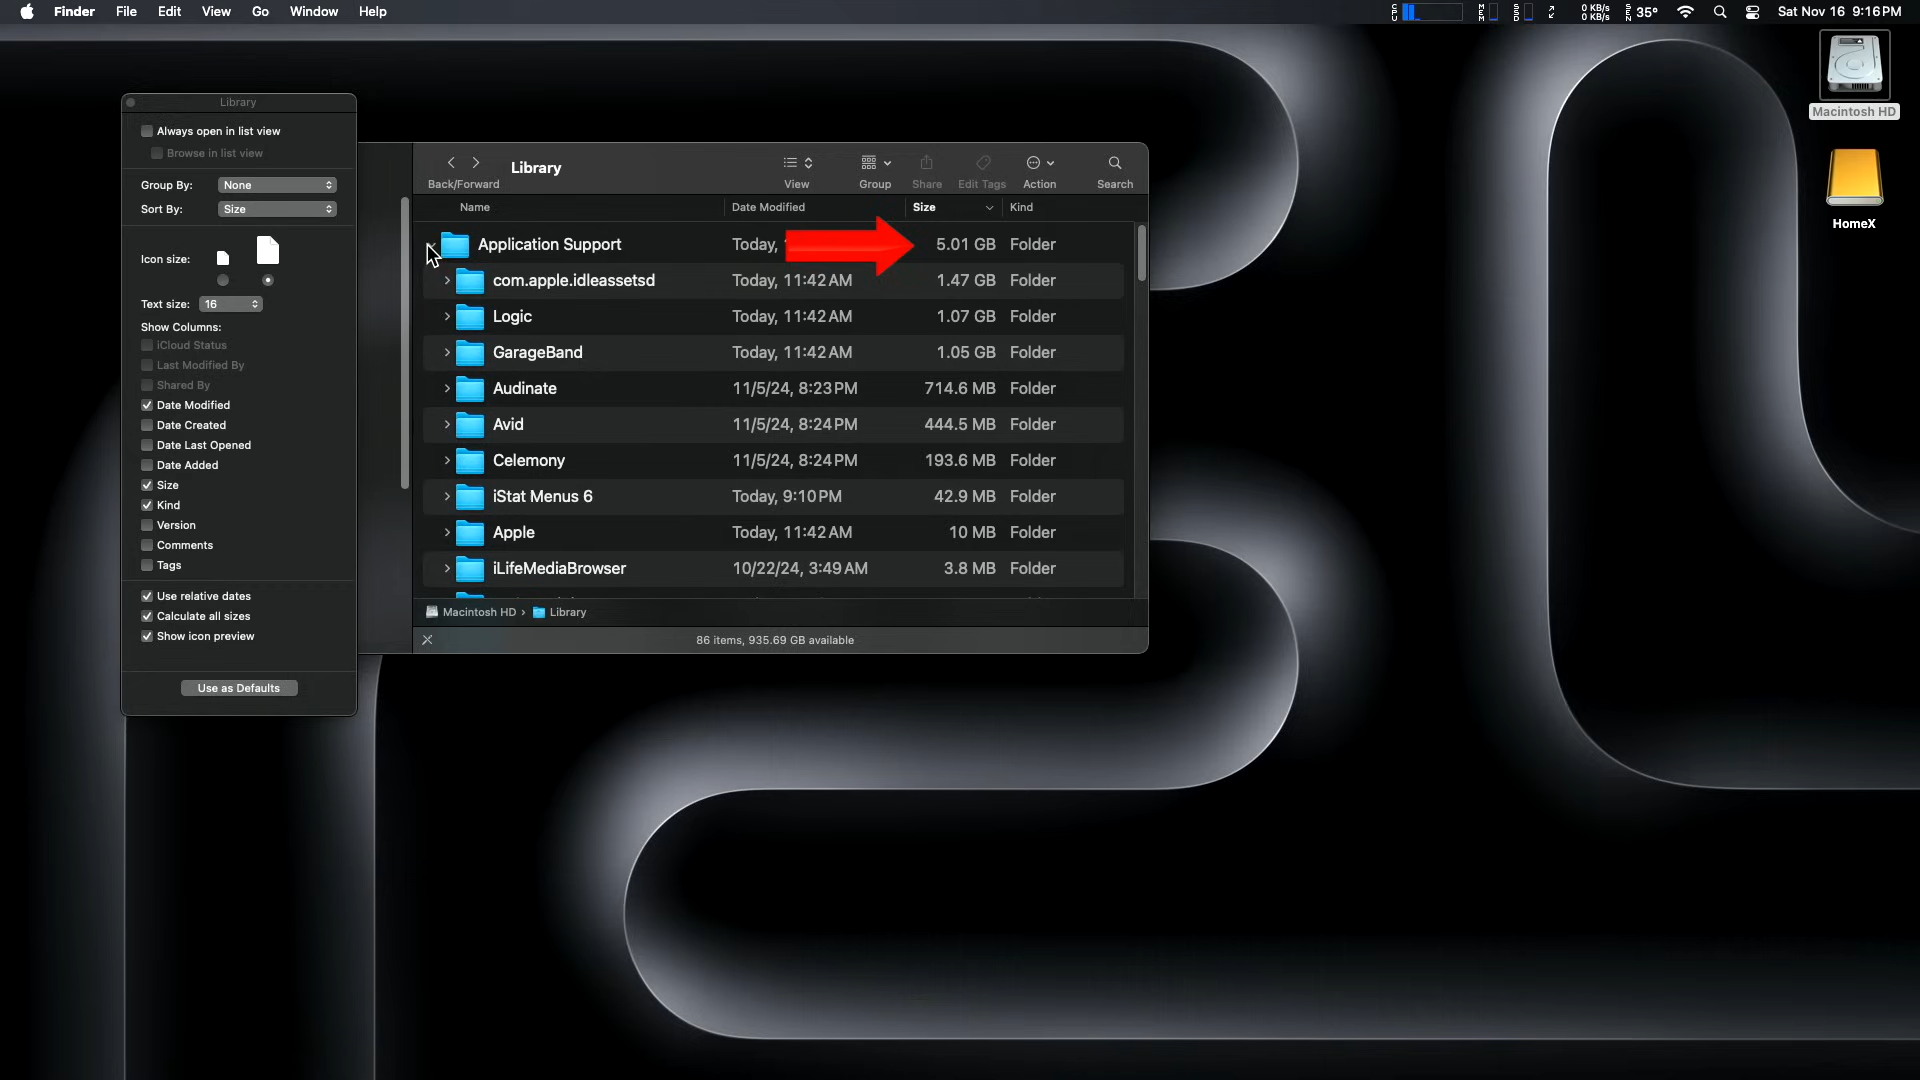 Finder File Edit View Go Window Help
CPU MEM SSD 0 KB/s 0 KB/s SEN 35° Sat Nov 16 9:16 PM
Macintosh HD
HomeX
Library
Always open in list view
Browse in list view
Group By: None
Sort By: Size
Icon size:
Text size: 16
Show Columns:
iCloud Status
Last Modified By
Shared By
Date Modified
Date Created
Date Last Opened
Date Added
Size
Kind
Version
Comments
Tags
Use relative dates
Calculate all sizes
Show icon preview
Use as Defaults
Library
Back/Forward View Group Share Edit Tags Action Search
Name Date Modified Size Kind
Application Support Today, 5.01 GB Folder
com.apple.idleassetsd Today, 11:42 AM 1.47 GB Folder
Logic Today, 11:42 AM 1.07 GB Folder
GarageBand Today, 11:42 AM 1.05 GB Folder
Audinate 11/5/24, 8:23 PM 714.6 MB Folder
Avid 11/5/24, 8:24 PM 444.5 MB Folder
Celemony 11/5/24, 8:24 PM 193.6 MB Folder
iStat Menus 6 Today, 9:10 PM 42.9 MB Folder
Apple Today, 11:42 AM 10 MB Folder
iLifeMediaBrowser 10/22/24, 3:49 AM 3.8 MB Folder
Macintosh HD › Library
86 items, 935.69 GB available